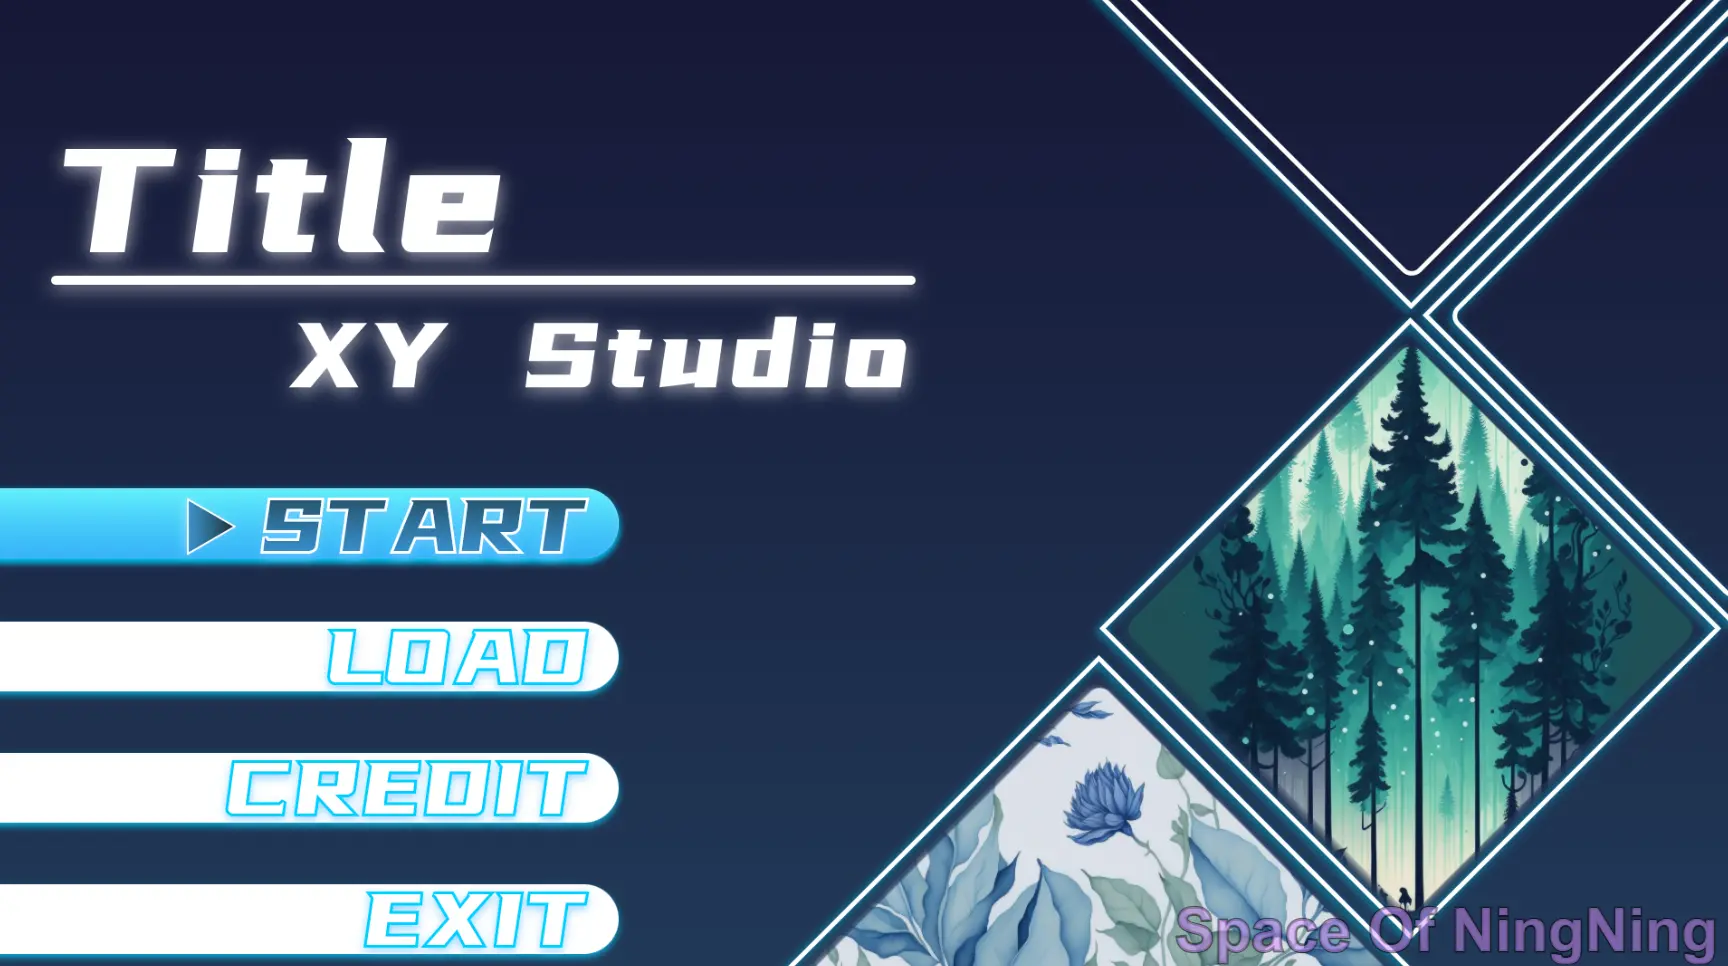 Title
XY Studio
START
LOAD
CREDIT
EXIT
Space Of NingNing